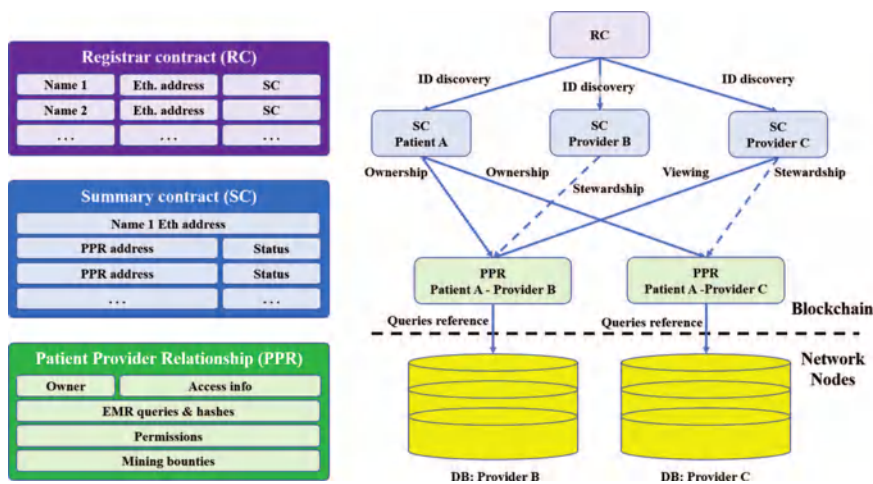 Registrar contract (RC)
Name 1 Eth. address SC
Name 2 Eth. address SC
. . . . . . . . .
Summary contract (SC)
Name 1 Eth address
PPR address Status
PPR address Status
. . . . . .
Patient Provider Relationship (PPR)
Owner Access info
EMR queries & hashes
Permissions
Mining bounties
RC
ID discovery
ID discovery
ID discovery
SC
Patient A
SC
Provider B
SC
Provider C
Ownership
Ownership
Stewardship
Viewing
Stewardship
PPR
Patient A - Provider B
PPR
Patient A -Provider C
Blockchain
Queries reference
Queries reference
Network
Nodes
DB: Provider B
DB: Provider C